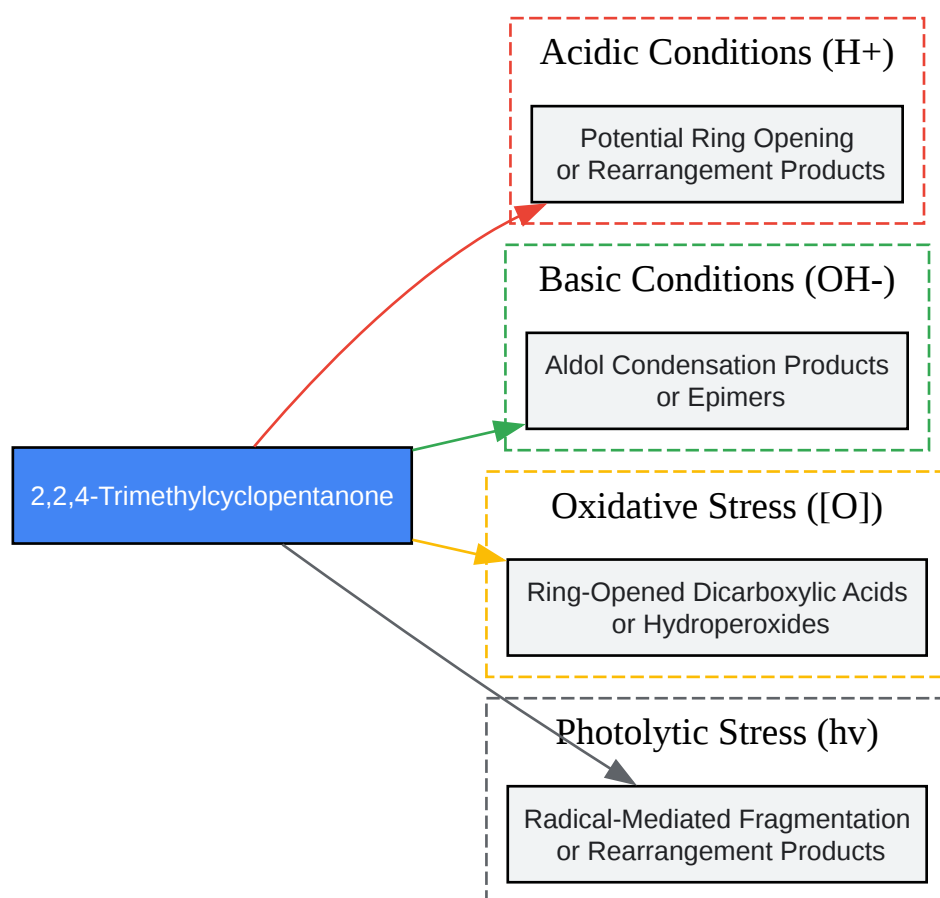 Acidic Conditions (H+)
Potential Ring Opening
or Rearrangement Products
Basic Conditions (OH-)
Aldol Condensation Products
or Epimers
2,2,4-Trimethylcyclopentanone
Oxidative Stress ([O])
Ring-Opened Dicarboxylic Acids
or Hydroperoxides
Photolytic Stress (hv)
Radical-Mediated Fragmentation
or Rearrangement Products